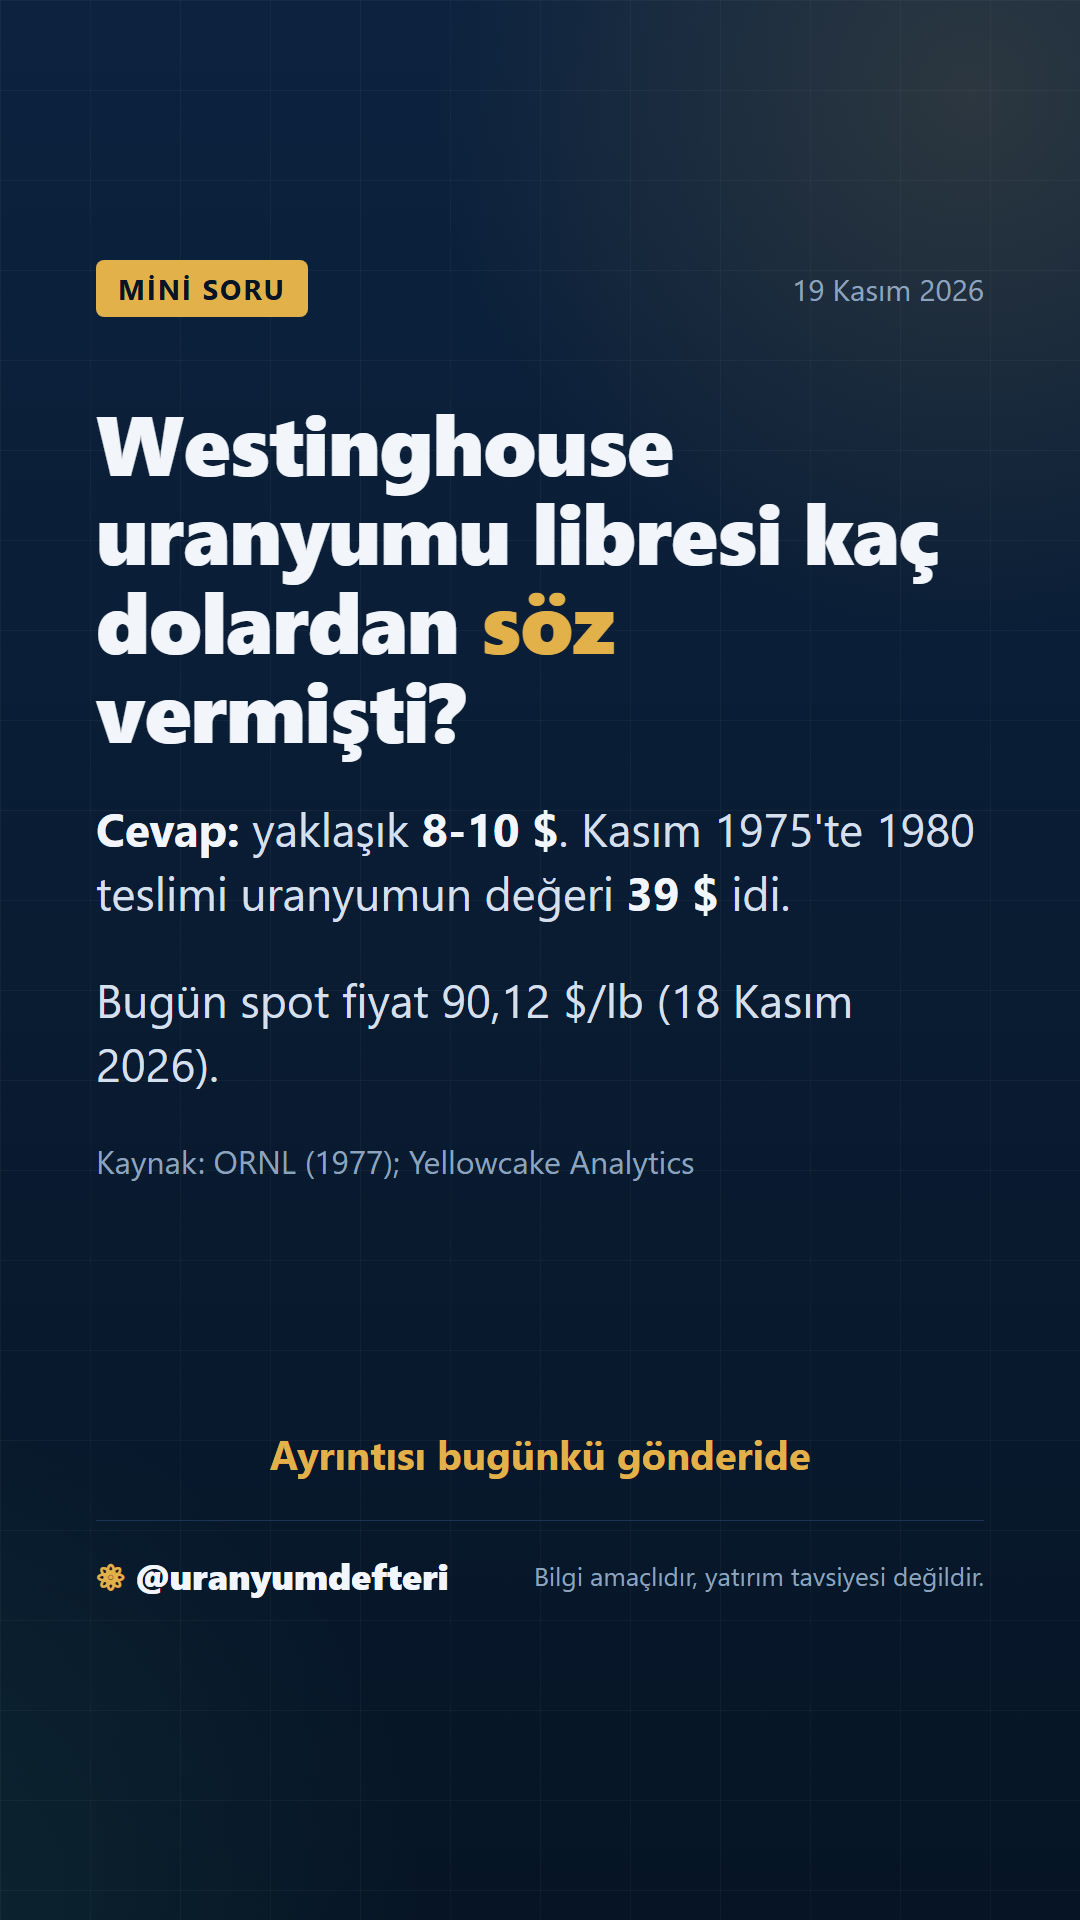 MİNİ SORU
19 Kasım 2026
Westinghouse
uranyumu libresi kaç
dolardan söz
vermişti?
Cevap: yaklaşık 8-10 $. Kasım 1975'te 1980
teslimi uranyumun değeri 39 $ idi.
Bugün spot fiyat 90,12 $/lb (18 Kasım
2026).
Kaynak: ORNL (1977); Yellowcake Analytics
Ayrıntısı bugünkü gönderide
@uranyumdefteri
Bilgi amaçlıdır, yatırım tavsiyesi değildir.